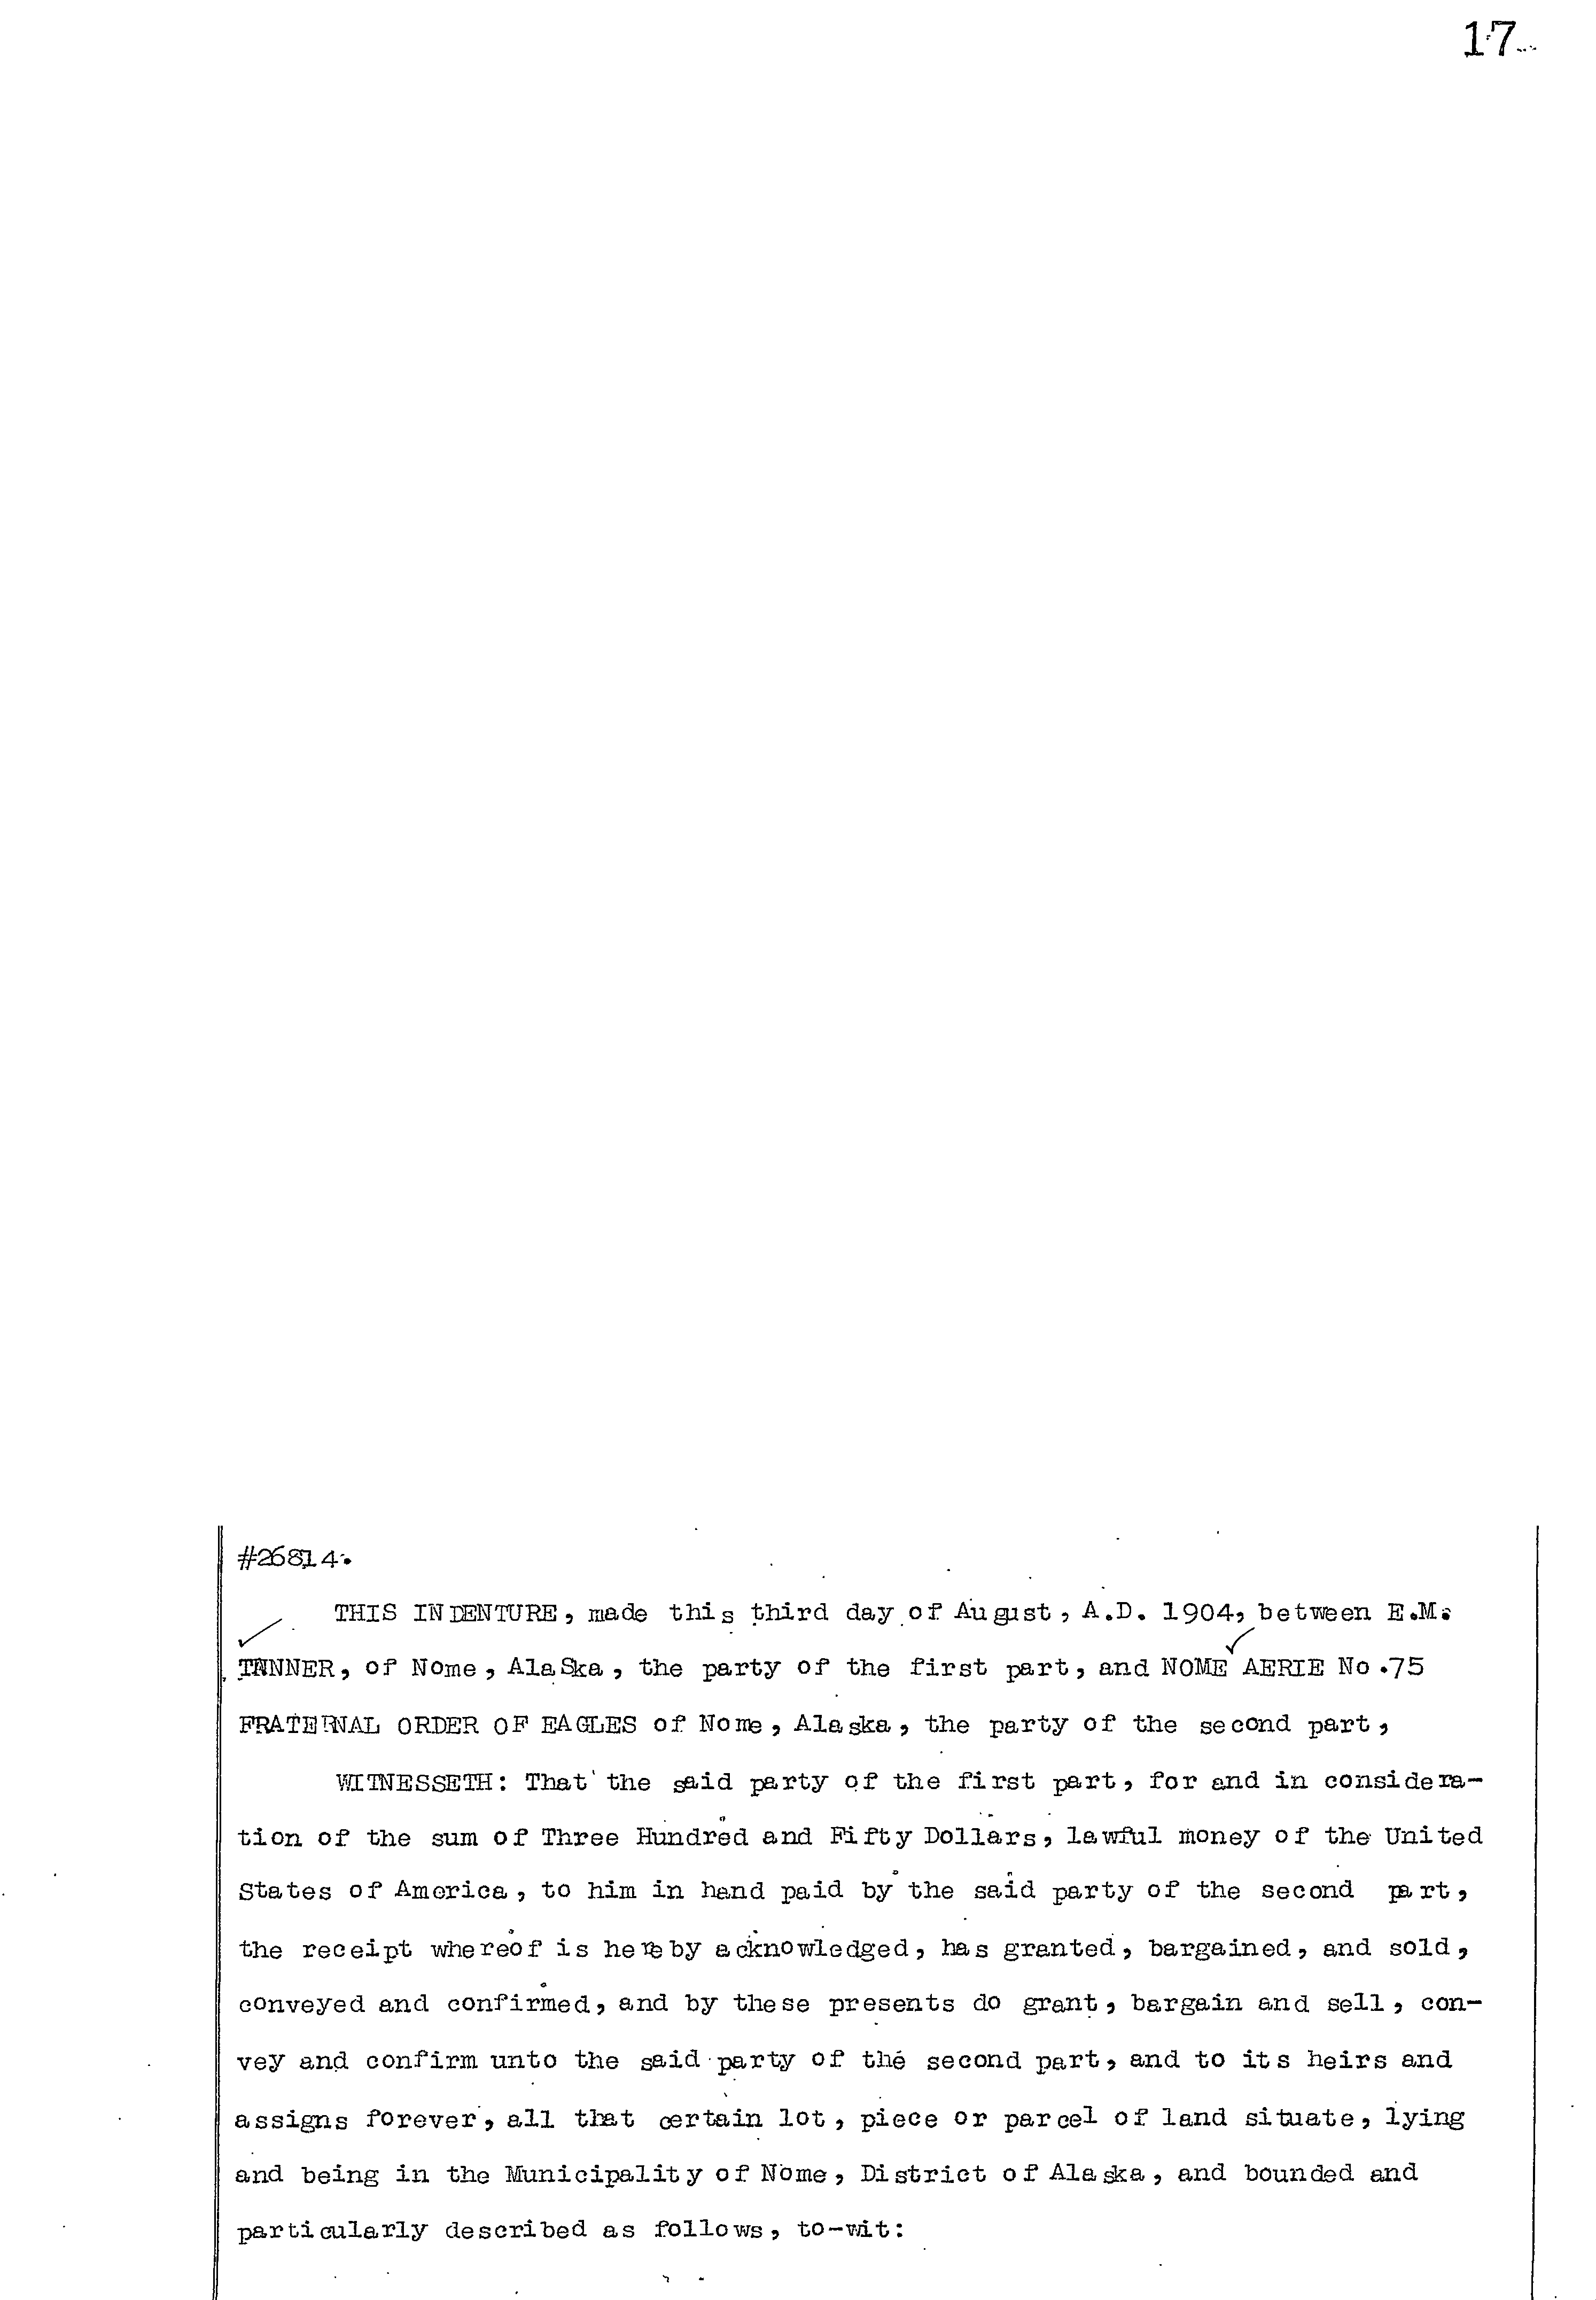 17
#26814.
THIS INDENTURE, made this third day of August, A.D. 1904, between E.M.
TANNER, of Nome, AlaSka, the party of the first part, and NOME AERIE No.75
FRATERNAL ORDER OF EAGLES of Nome, Alaska, the party of the second part,
WITNESSETH: That the said party of the first part, for and in considera-
tion of the sum of Three Hundred and Fifty Dollars, lawful money of the United
States of America, to him in hand paid by the said party of the second part,
the receipt whereof is hereby acknowledged, has granted, bargained, and sold,
conveyed and confirmed, and by these presents do grant, bargain and sell, con-
vey and confirm unto the said party of the second part, and to its heirs and
assigns forever, all that certain lot, piece or parcel of land situate, lying
and being in the Municipality of Nome, District of Alaska, and bounded and
particularly described as follows, to-wit: